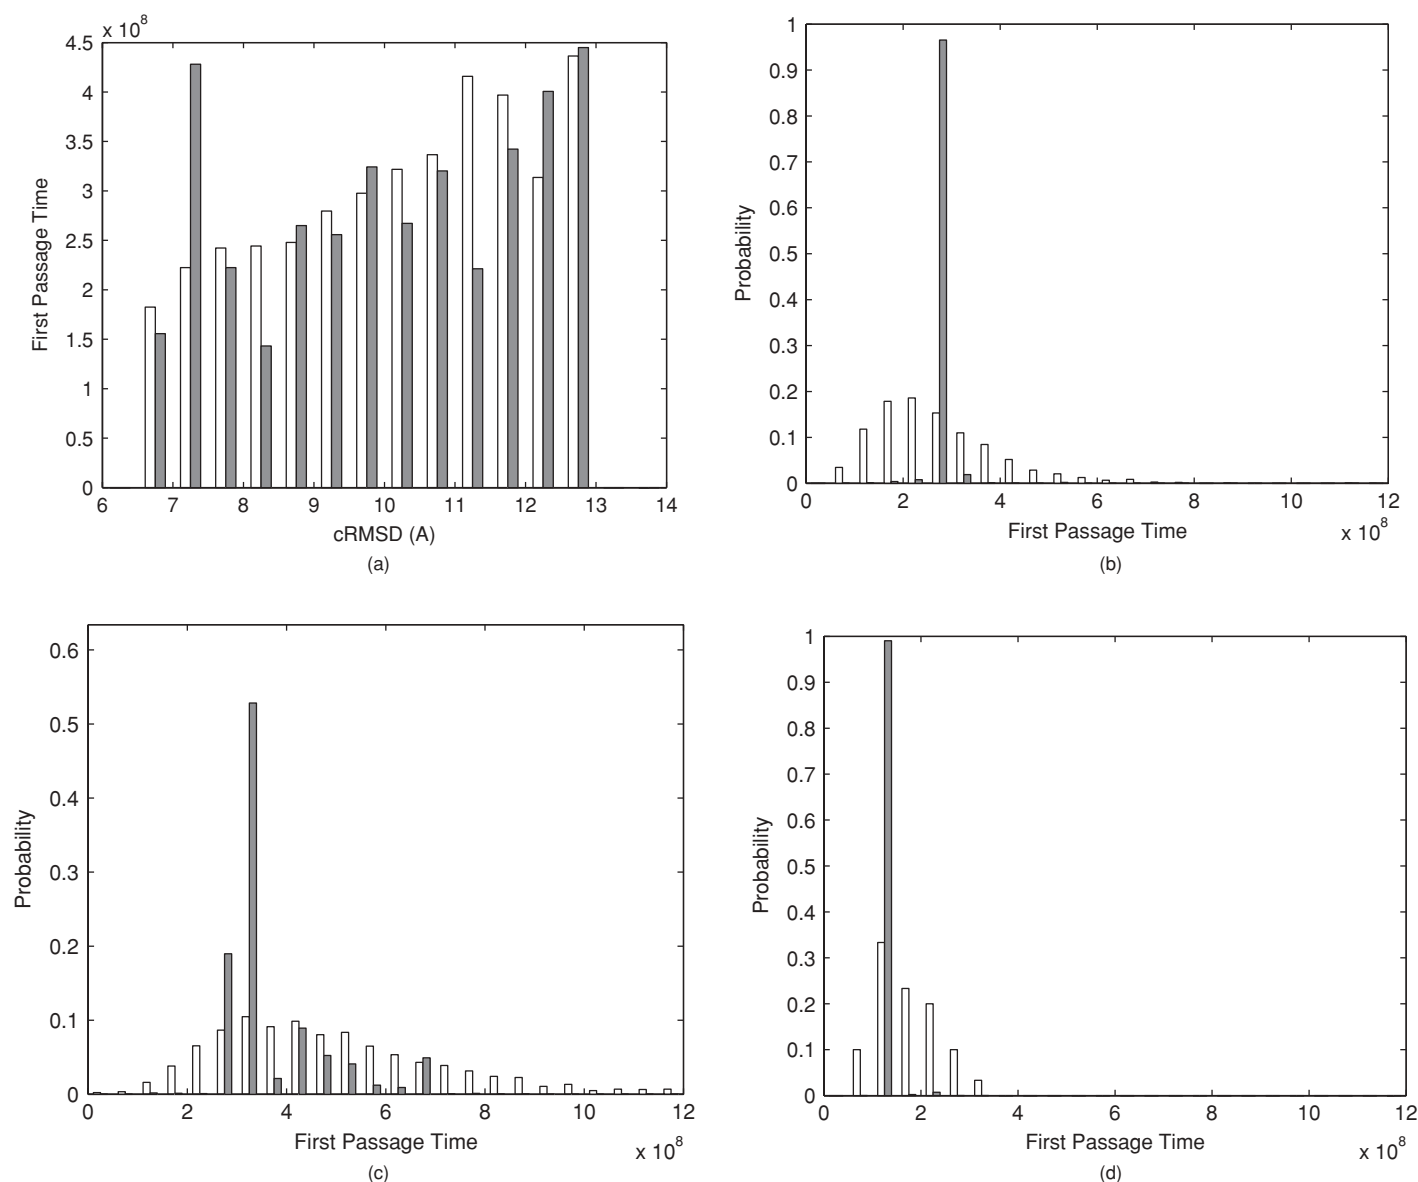 x 10^8
4.5
4
3.5
3
2.5
2
1.5
1
0.5
0
First Passage Time
6 7 8 9 10 11 12 13 14
cRMSD (A)
(a)
1
0.9
0.8
0.7
0.6
0.5
0.4
0.3
0.2
0.1
0
Probability
0 2 4 6 8 10 12
First Passage Time
x 10^8
(b)
0.6
0.5
0.4
0.3
0.2
0.1
0
Probability
0 2 4 6 8 10 12
First Passage Time
x 10^8
(c)
1
0.9
0.8
0.7
0.6
0.5
0.4
0.3
0.2
0.1
0
Probability
0 2 4 6 8 10 12
First Passage Time
x 10^8
(d)